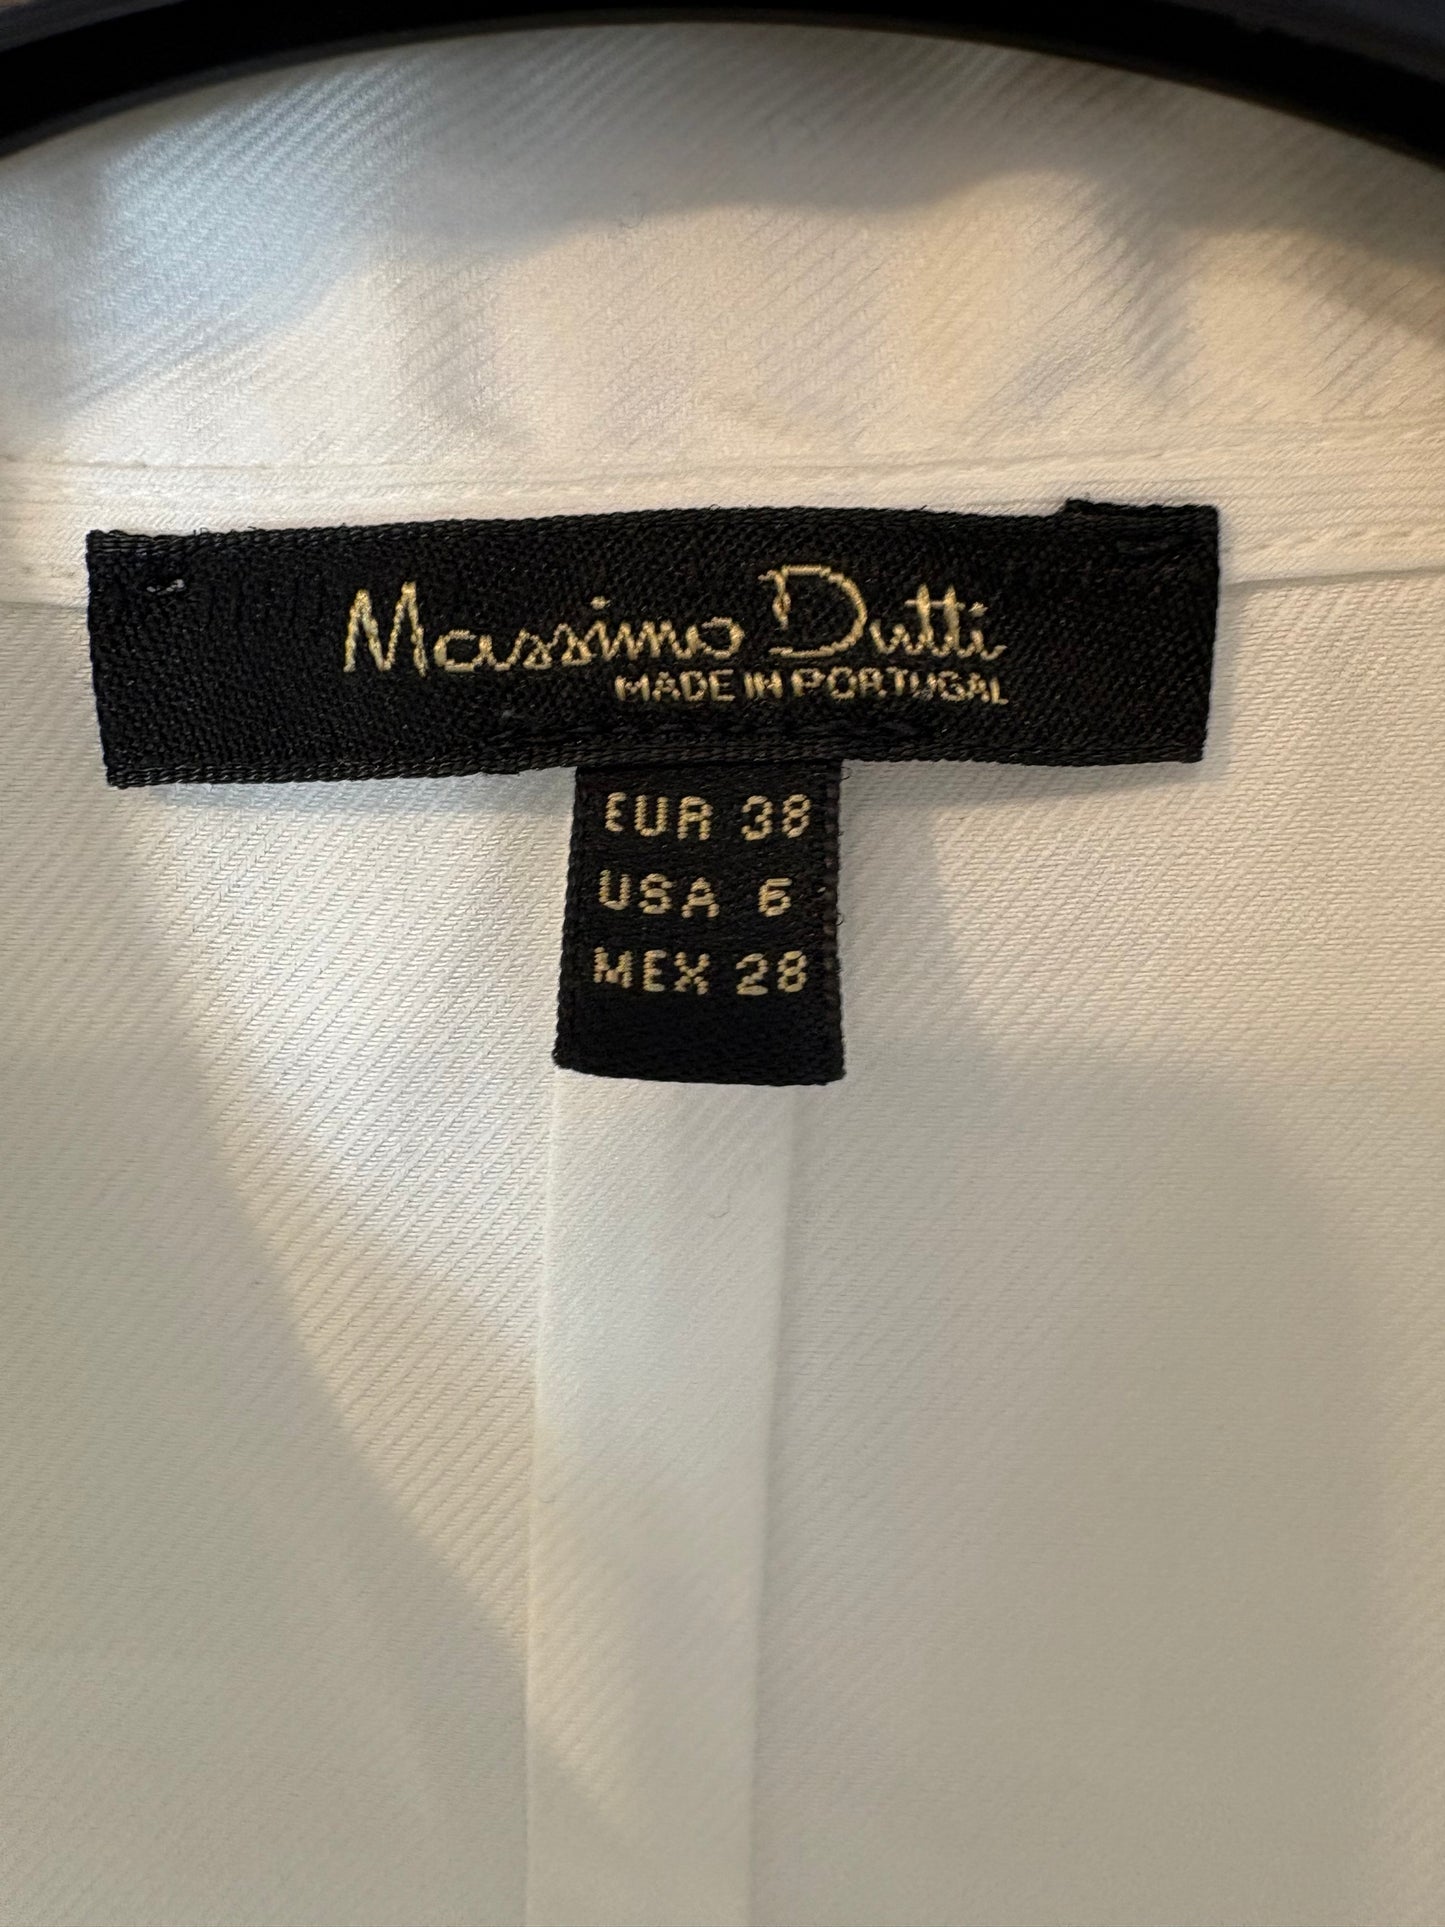 Massimo Dutti
MADE IN PORTUGAL
EUR 38
USA 6
MEX 28